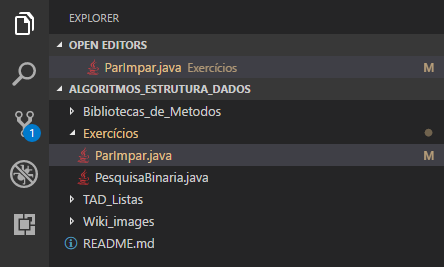 EXPLORER
OPEN EDITORS
ParImpar.java Exercícios M
ALGORITMOS_ESTRUTURA_DADOS
Bibliotecas_de_Metodos
Exercícios
ParImpar.java M
PesquisaBinaria.java
1
TAD_Listas
Wiki_images
README.md